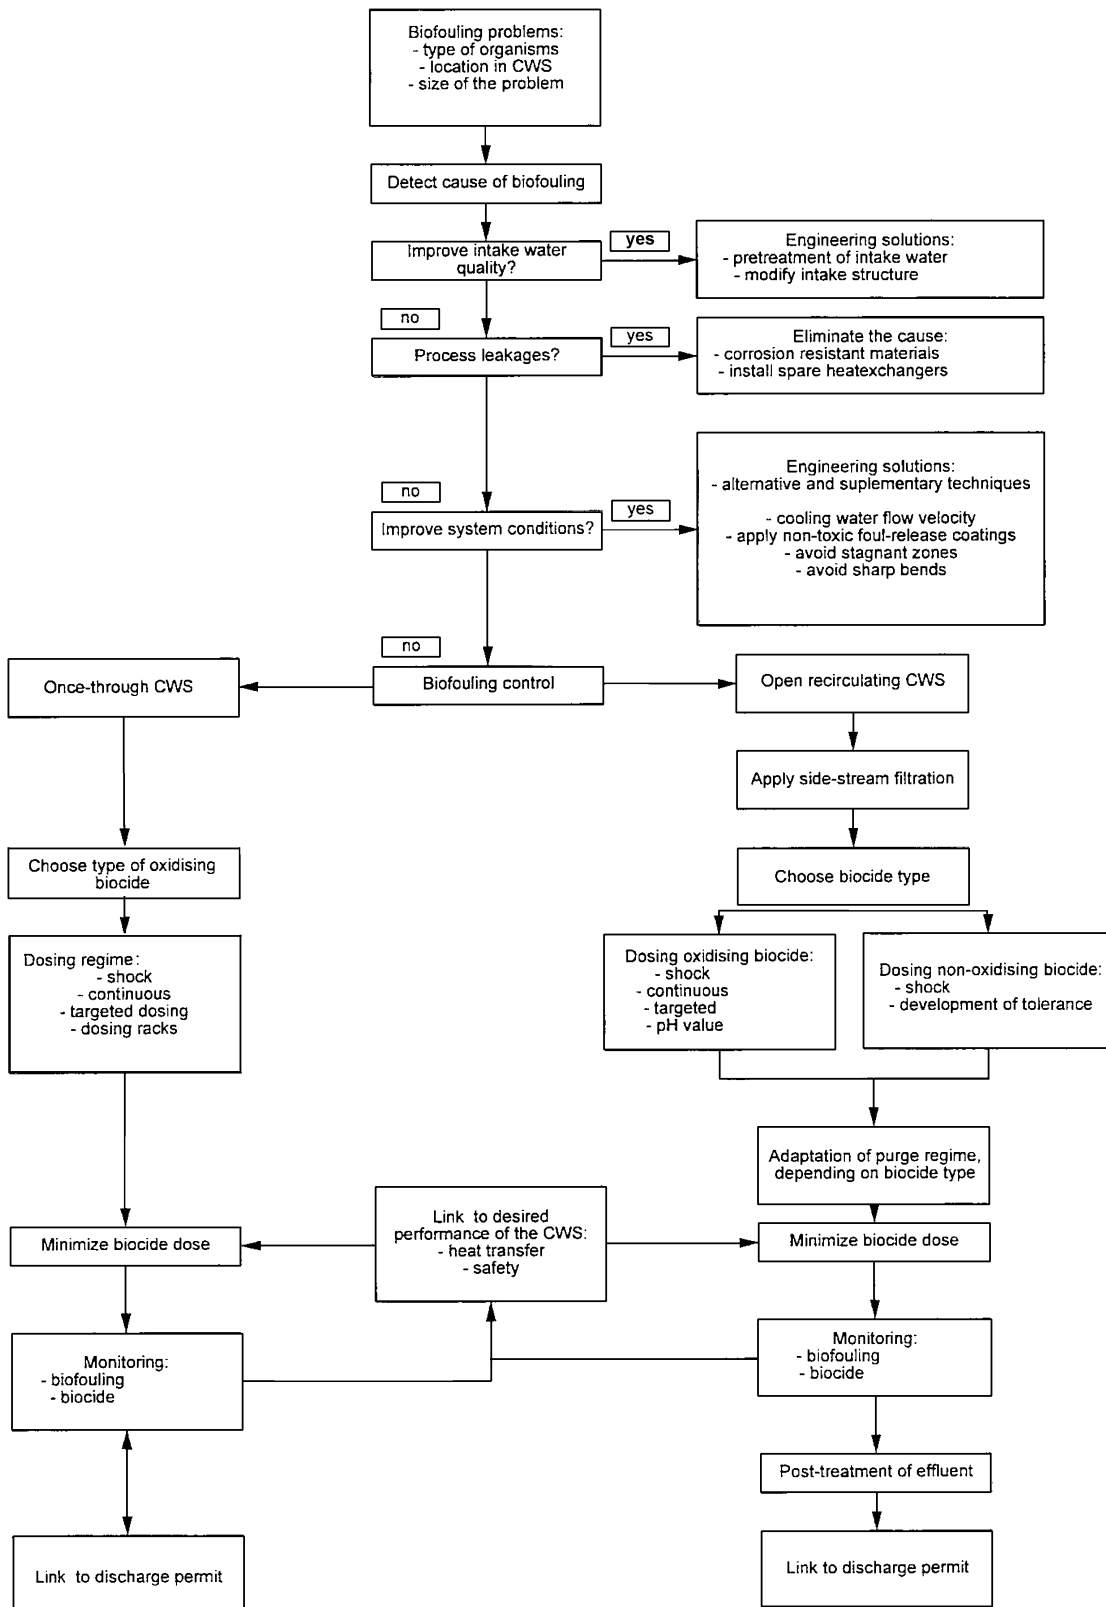 Biofouling problems:
- type of organisms
- location in CWS
- size of the problem
Detect cause of biofouling
Improve intake water
quality?
yes
Engineering solutions:
- pretreatment of intake water
- modify intake structure
no
Process leakages?
yes
Eliminate the cause:
- corrosion resistant materials
- install spare heatexchangers
no
Improve system conditions?
yes
Engineering solutions:
- alternative and suplementary techniques
- cooling water flow velocity
- apply non-toxic foul-release coatings
- avoid stagnant zones
- avoid sharp bends
no
Biofouling control
Once-through CWS
Open recirculating CWS
Apply side-stream filtration
Choose type of oxidising
biocide
Choose biocide type
Dosing regime:
- shock
- continuous
- targeted dosing
- dosing racks
Dosing oxidising biocide:
- shock
- continuous
- targeted
- pH value
Dosing non-oxidising biocide:
- shock
- development of tolerance
Adaptation of purge regime,
depending on biocide type
Minimize biocide dose
Link to desired
performance of the CWS:
- heat transfer
- safety
Minimize biocide dose
Monitoring:
- biofouling
- biocide
Monitoring:
- biofouling
- biocide
Post-treatment of effluent
Link to discharge permit
Link to discharge permit